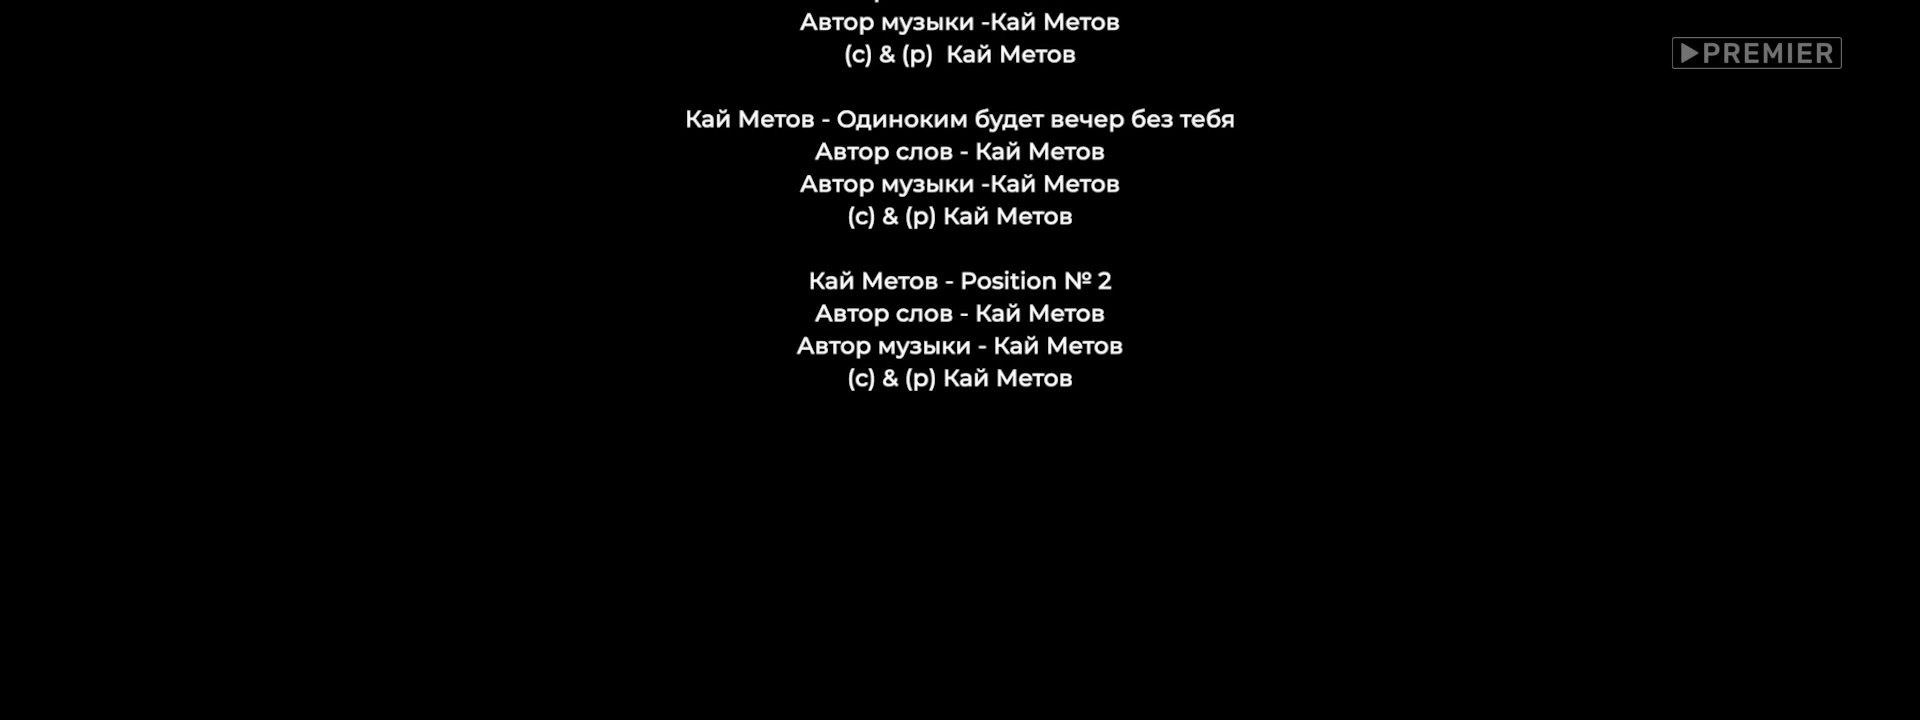 Автор музыки -Кай Метов
(c) & (p)  Кай Метов
PREMIER
Кай Метов - Одиноким будет вечер без тебя
Автор слов - Кай Метов
Автор музыки -Кай Метов
(c) & (p) Кай Метов
Кай Метов - Position № 2
Автор слов - Кай Метов
Автор музыки - Кай Метов
(c) & (p) Кай Метов